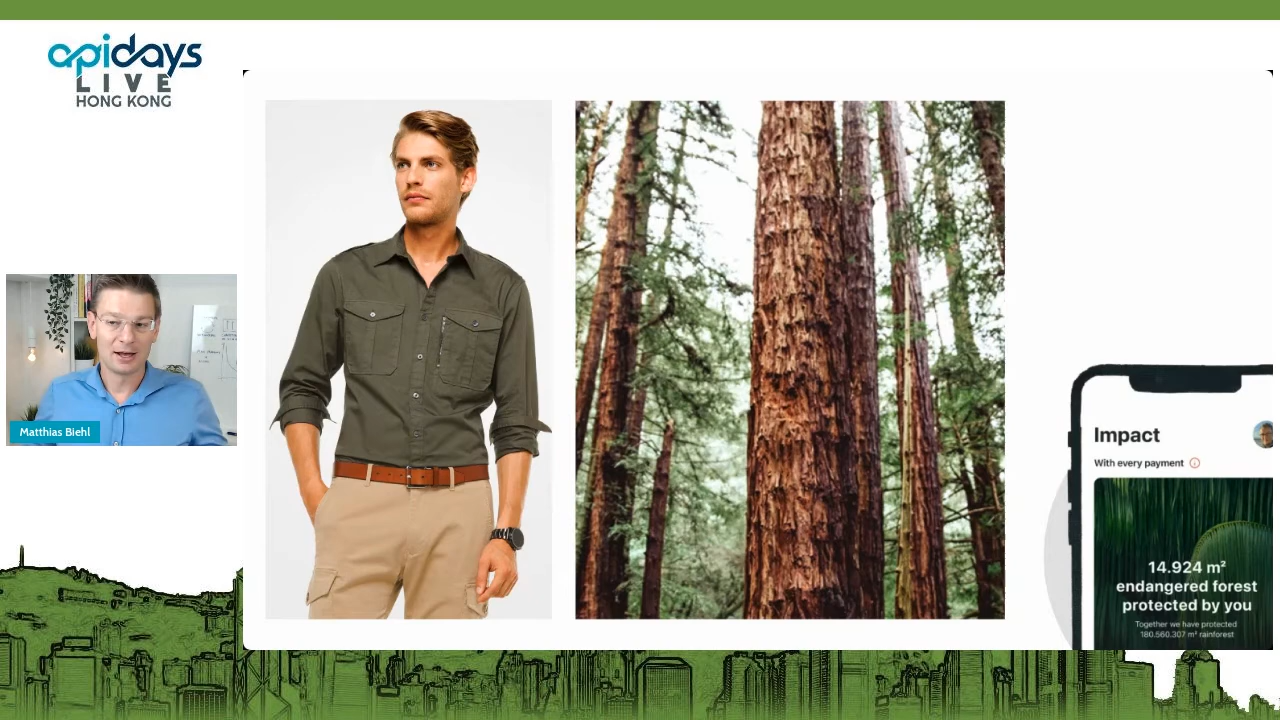 apidays
LIVE
HONG KONG
Matthias Biehl
Impact
With every payment
14.924 m²
endangered forest
protected by you
Together we have protected
180.560.307 m² rainforest